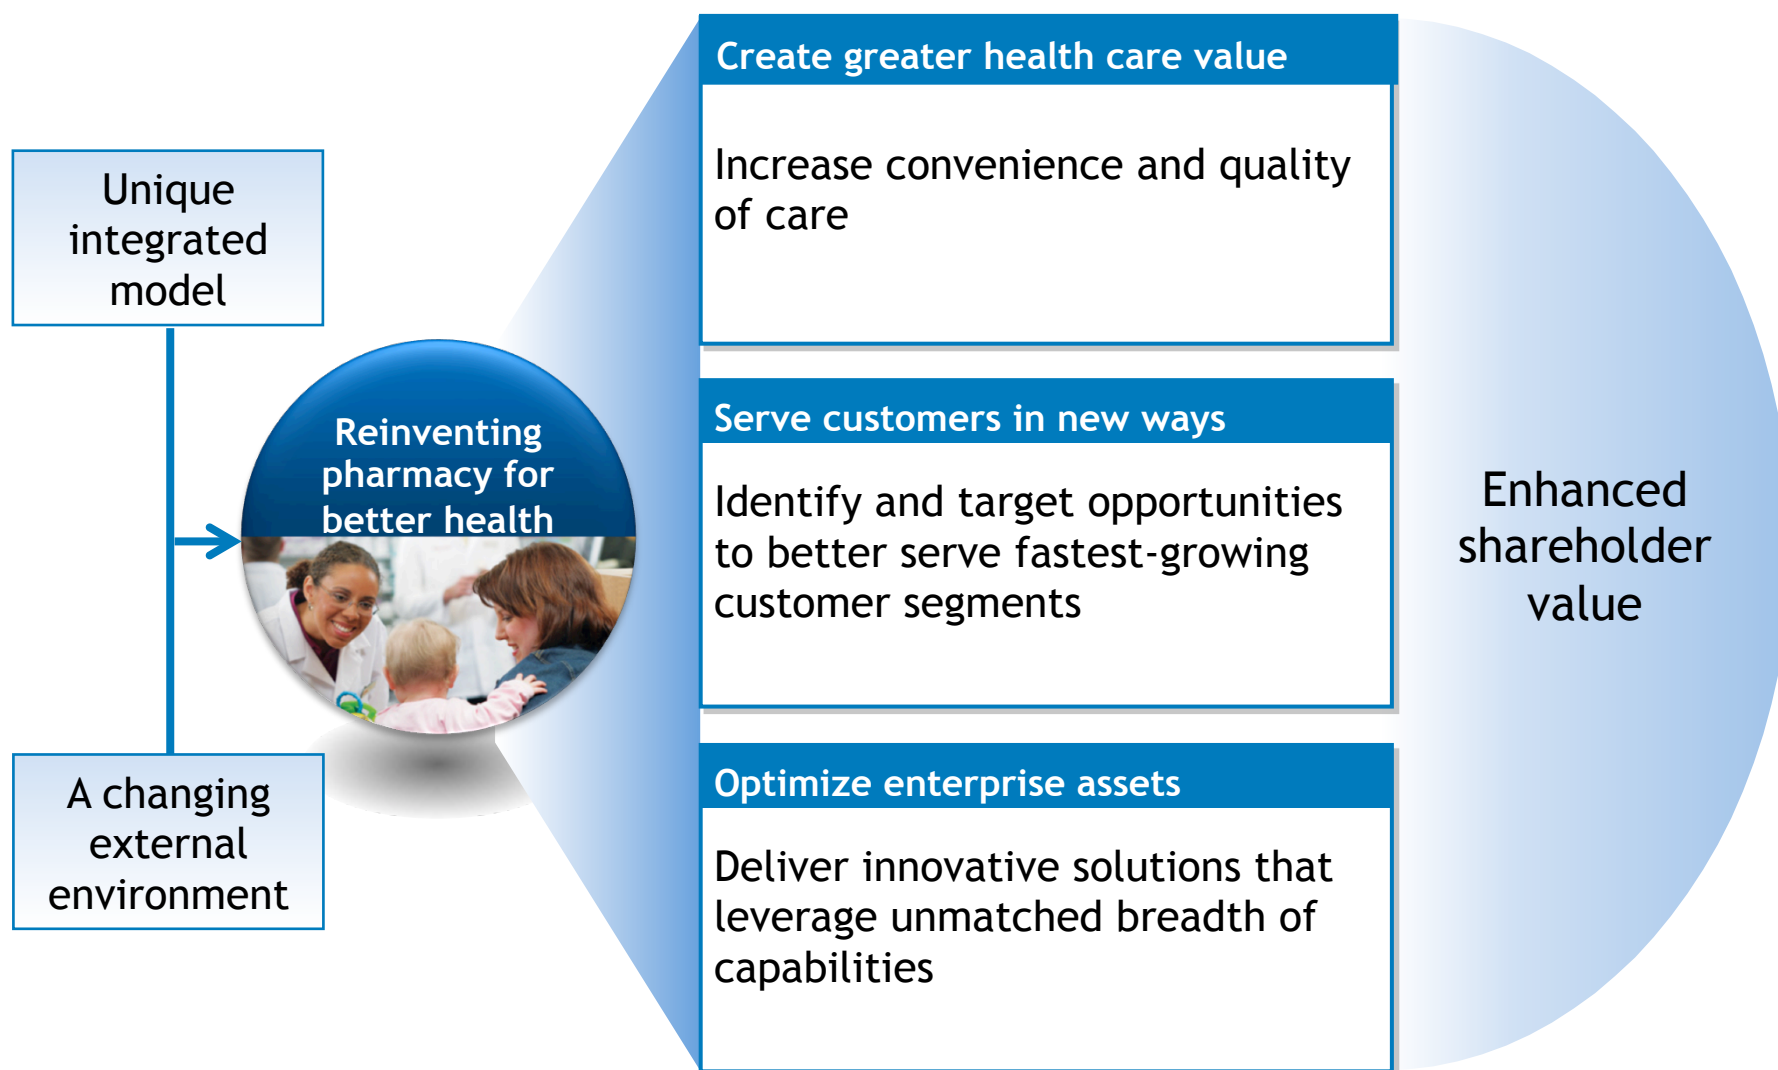 Unique
integrated
model
A changing
external
environment
Reinventing
pharmacy for
better health
Create greater health care value
Increase convenience and quality
of care
Serve customers in new ways
Identify and target opportunities
to better serve fastest-growing
customer segments
Optimize enterprise assets
Deliver innovative solutions that
leverage unmatched breadth of
capabilities
Enhanced
shareholder
value